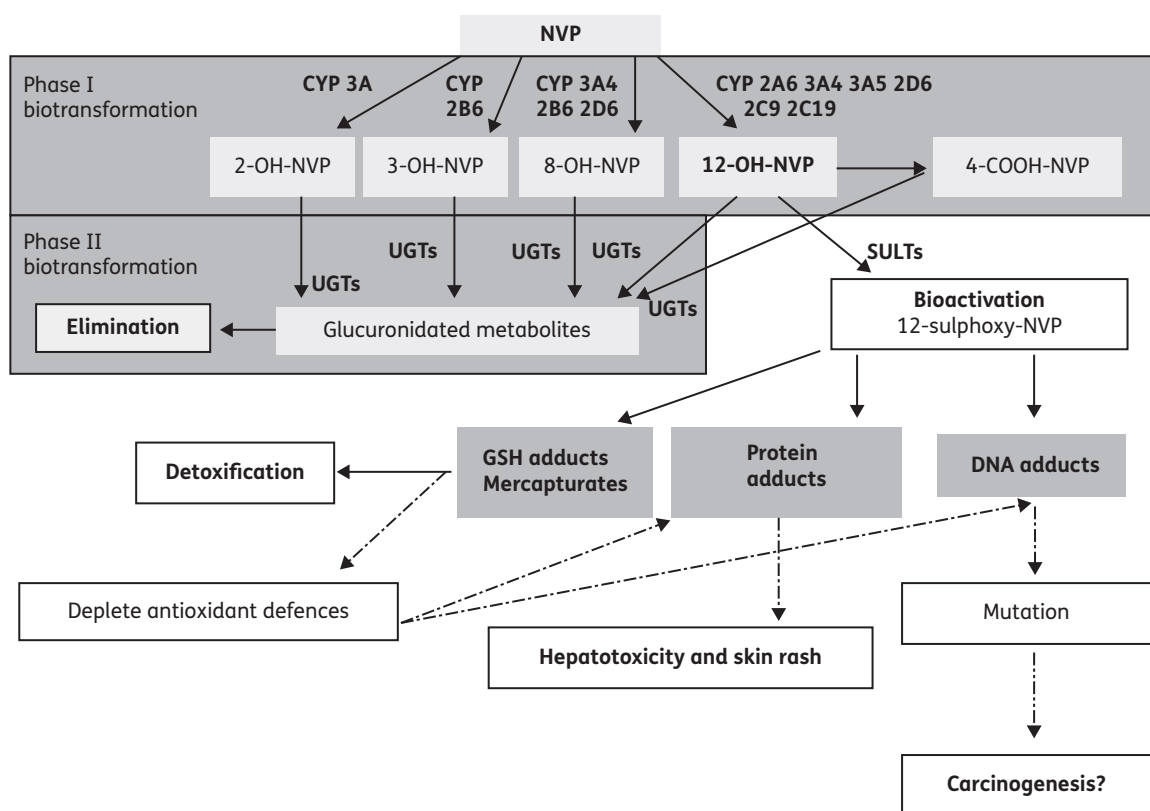 NVP
Phase I
biotransformation
CYP 3A
CYP
2B6
CYP 3A4
2B6 2D6
CYP 2A6 3A4 3A5 2D6
2C9 2C19
2-OH-NVP
3-OH-NVP
8-OH-NVP
12-OH-NVP
4-COOH-NVP
Phase II
biotransformation
UGTs
UGTs
UGTs
UGTs
UGTs
SULTs
Elimination
Glucuronidated metabolites
Bioactivation
12-sulphoxy-NVP
Detoxification
GSH adducts
Mercapturates
Protein
adducts
DNA adducts
Deplete antioxidant defences
Hepatotoxicity and skin rash
Mutation
Carcinogenesis?